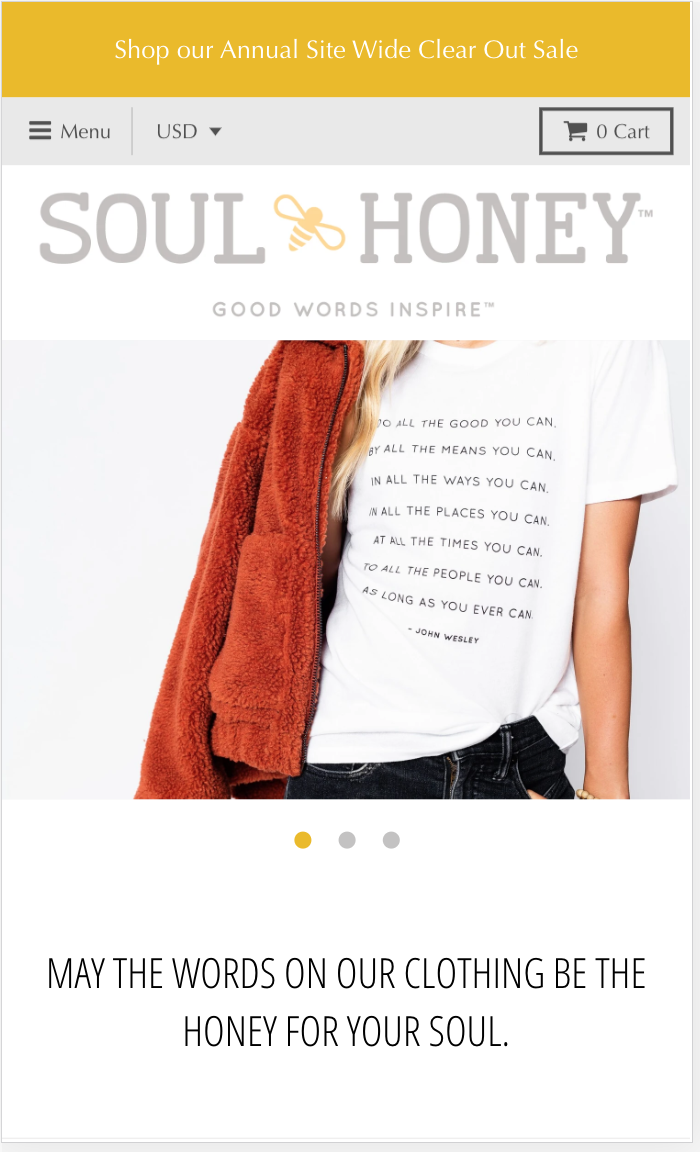 Shop our Annual Site Wide Clear Out Sale
Menu USD 0 Cart
SOUL HONEY™
GOOD WORDS INSPIRE™
DO ALL THE GOOD YOU CAN,
BY ALL THE MEANS YOU CAN,
IN ALL THE WAYS YOU CAN,
IN ALL THE PLACES YOU CAN,
AT ALL THE TIMES YOU CAN,
TO ALL THE PEOPLE YOU CAN,
AS LONG AS YOU EVER CAN.
- JOHN WESLEY
MAY THE WORDS ON OUR CLOTHING BE THE
HONEY FOR YOUR SOUL.